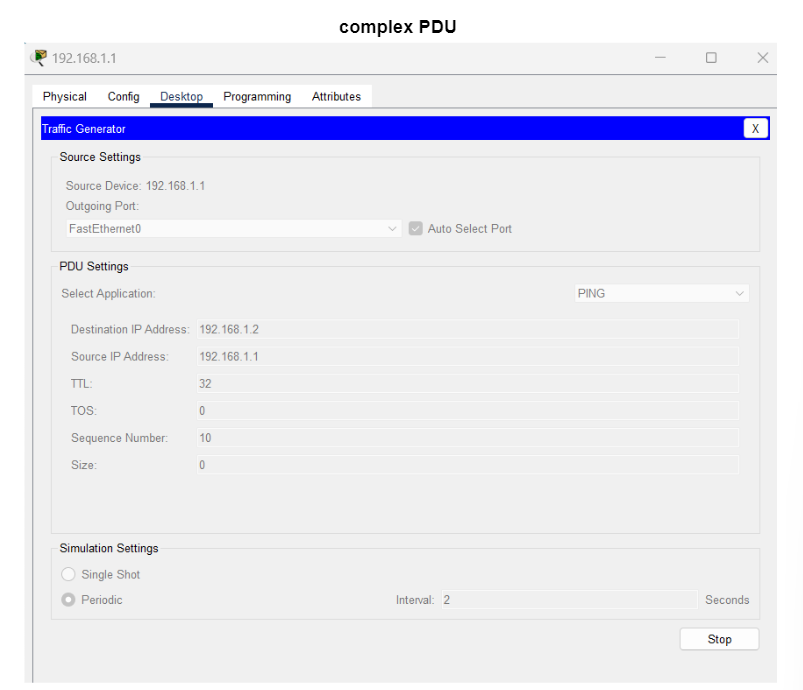 complex PDU
192.168.1.1
Physical Config Desktop Programming Attributes
Traffic Generator X
Source Settings
Source Device: 192.168.1.1
Outgoing Port:
FastEthernet0 Auto Select Port
PDU Settings
Select Application: PING
Destination IP Address: 192.168.1.2
Source IP Address: 192.168.1.1
TTL: 32
TOS: 0
Sequence Number: 10
Size: 0
Simulation Settings
Single Shot
Periodic Interval: 2 Seconds
Stop